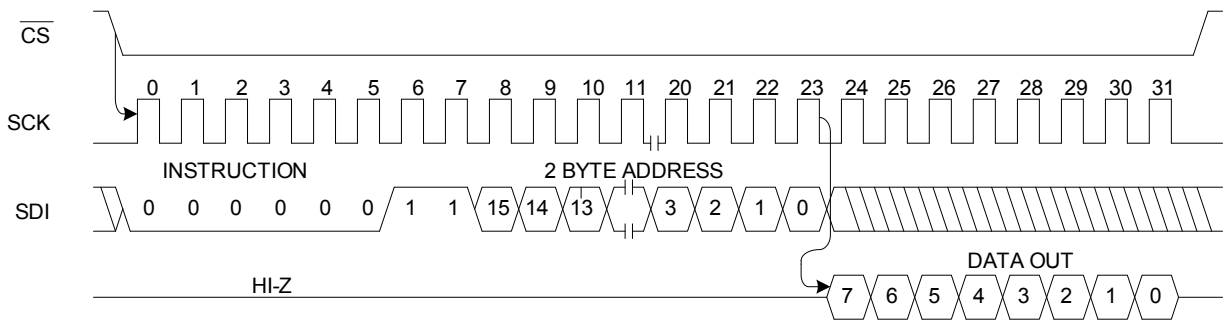 CS
0 1 2 3 4 5 6 7 8 9 10 11 20 21 22 23 24 25 26 27 28 29 30 31
SCK
INSTRUCTION 2 BYTE ADDRESS
SDI 0 0 0 0 0 0 1 1 15 14 13 3 2 1 0
DATA OUT
HI-Z
7 6 5 4 3 2 1 0